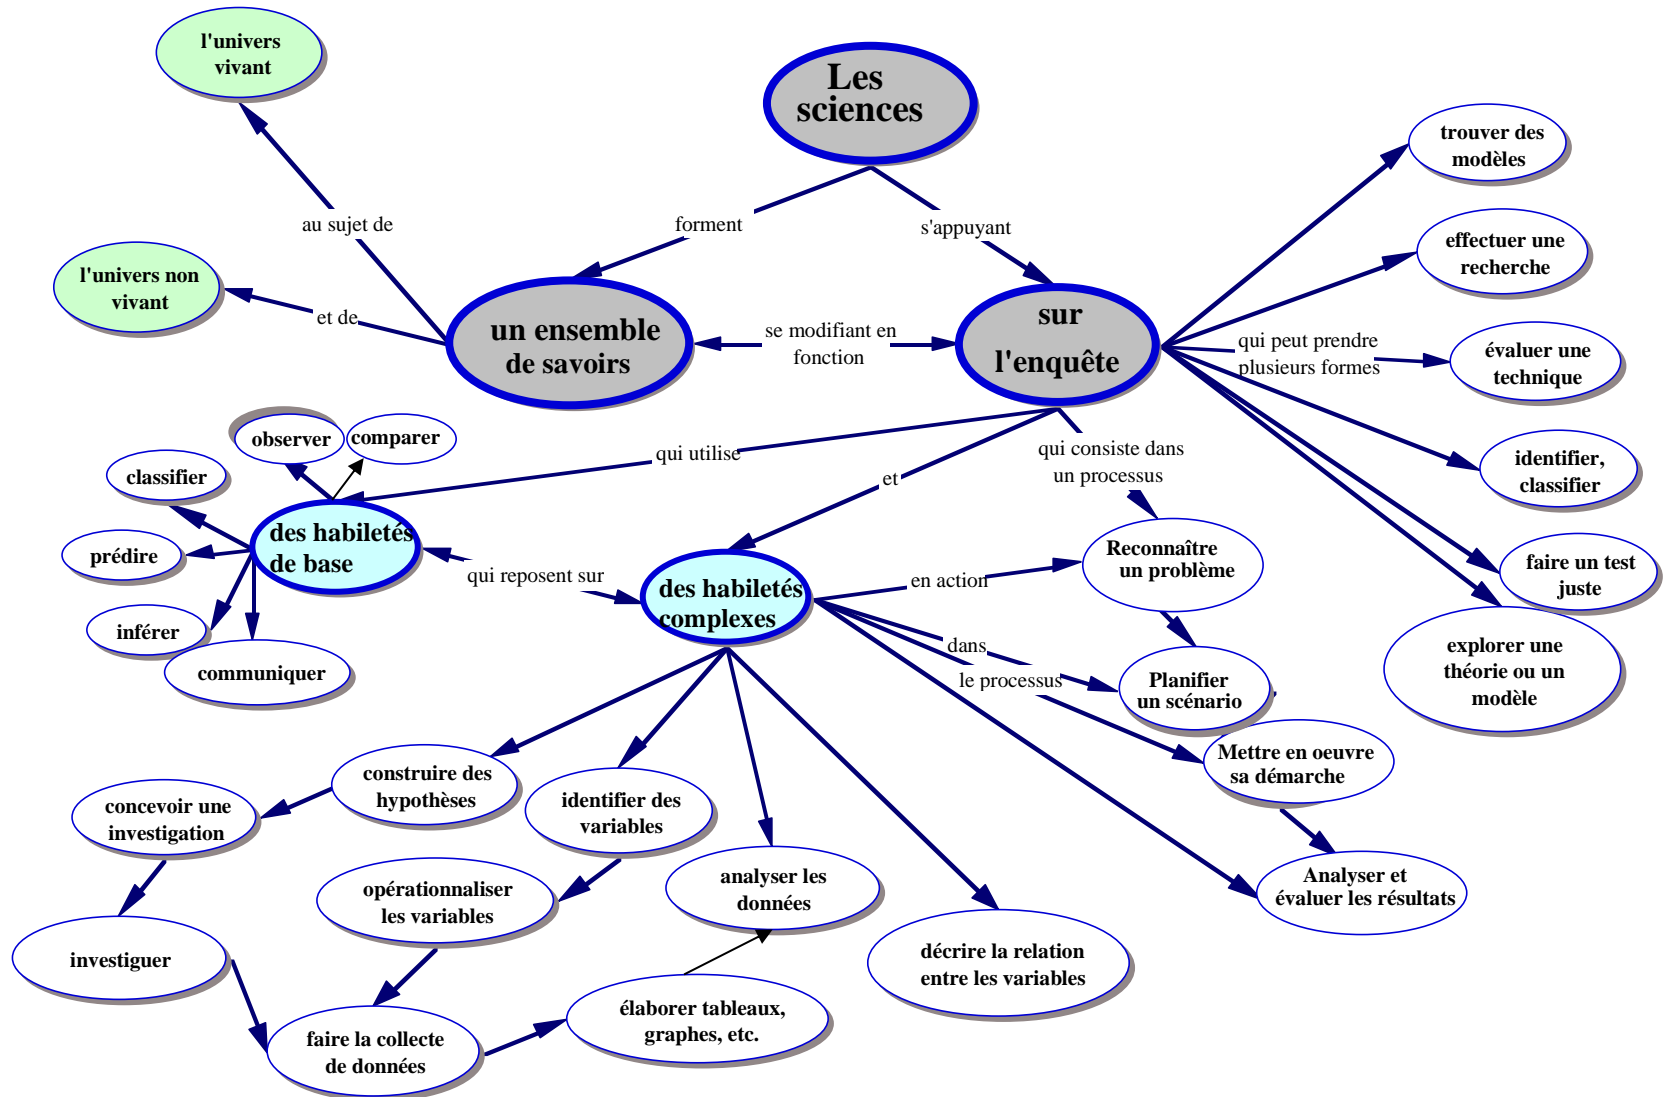 l'univers
vivant
Les
sciences
trouver des
modèles
au sujet de
forment
s'appuyant
effectuer une
recherche
l'univers non
vivant
et de
un ensemble
de savoirs
se modifiant en
fonction
sur
l'enquête
qui peut prendre
plusieurs formes
évaluer une
technique
observer
comparer
classifier
qui utilise
qui consiste dans
un processus
et
identifier,
classifier
prédire
des habiletés
de base
qui reposent sur
des habiletés
complexes
en action
Reconnaître
un problème
faire un test
juste
inférer
communiquer
dans
le processus
Planifier
un scénario
explorer une
théorie ou un
modèle
Mettre en oeuvre
sa démarche
construire des
hypothèses
concevoir une
investigation
identifier des
variables
opérationnaliser
les variables
analyser les
données
Analyser et
évaluer les résultats
investiguer
décrire la relation
entre les variables
élaborer tableaux,
graphes, etc.
faire la collecte
de données